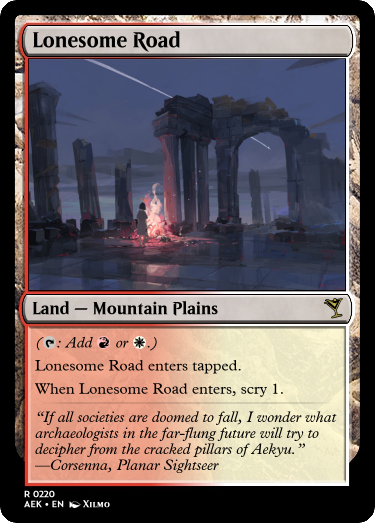 Lonesome Road
Land — Mountain Plains
(: Add or .)
Lonesome Road enters tapped.
When Lonesome Road enters, scry 1.
“If all societies are doomed to fall, I wonder what
archaeologists in the far-flung future will try to
decipher from the cracked pillars of Aekyu.”
—Corsenna, Planar Sightseer
R 0220
AEK • EN Xilmo